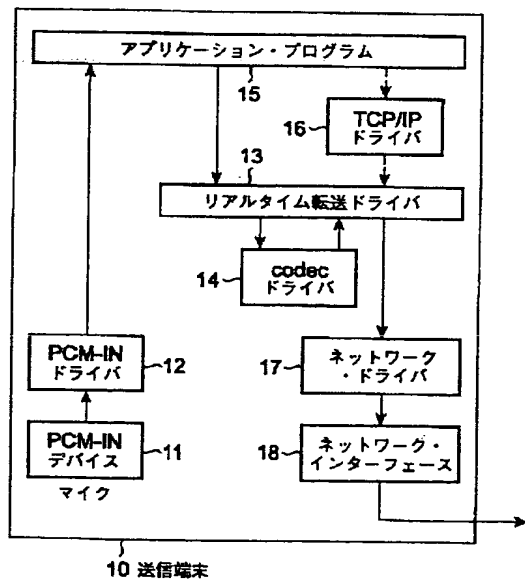 アプリケーション・プログラム
15
16
TCP/IP
ドライバ
13
リアルタイム転送ドライバ
14
codec
ドライバ
PCM-IN
ドライバ
12
17
ネットワーク
・ドライバ
PCM-IN
デバイス
11
18
ネットワーク・
インターフェース
マイク
10 送信端末